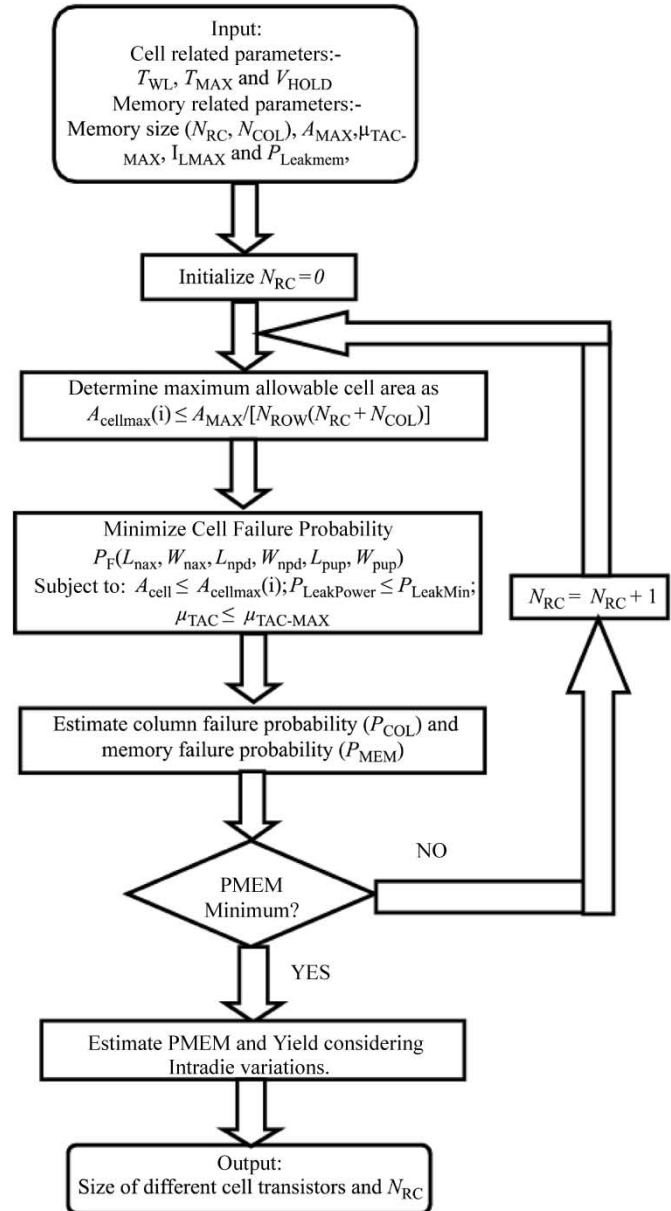 Input:
Cell related parameters:-
T_WL, T_MAX and V_HOLD
Memory related parameters:-
Memory size (N_RC, N_COL), A_MAX,μ_TAC-
MAX, I_LMAX and P_Leakmem,
Initialize N_RC=0
Determine maximum allowable cell area as
A_cellmax(i) ≤ A_MAX/[N_ROW(N_RC + N_COL)]
Minimize Cell Failure Probability
P_F(L_nax, W_nax, L_npd, W_npd, L_pup, W_pup)
Subject to: A_cell ≤ A_cellmax(i);P_LeakPower ≤ P_LeakMin;
μ_TAC ≤ μ_TAC-MAX
N_RC = N_RC + 1
Estimate column failure probability (P_COL) and
memory failure probability (P_MEM)
NO
PMEM
Minimum?
YES
Estimate PMEM and Yield considering
Intradie variations.
Output:
Size of different cell transistors and N_RC